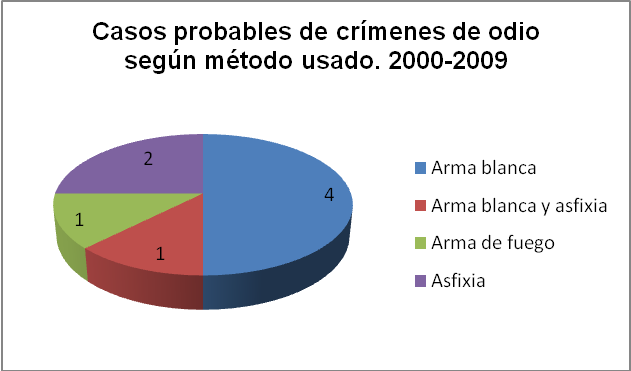 Casos probables de crímenes de odio
según método usado. 2000-2009
2
4
1
1
Arma blanca
Arma blanca y asfixia
Arma de fuego
Asfixia